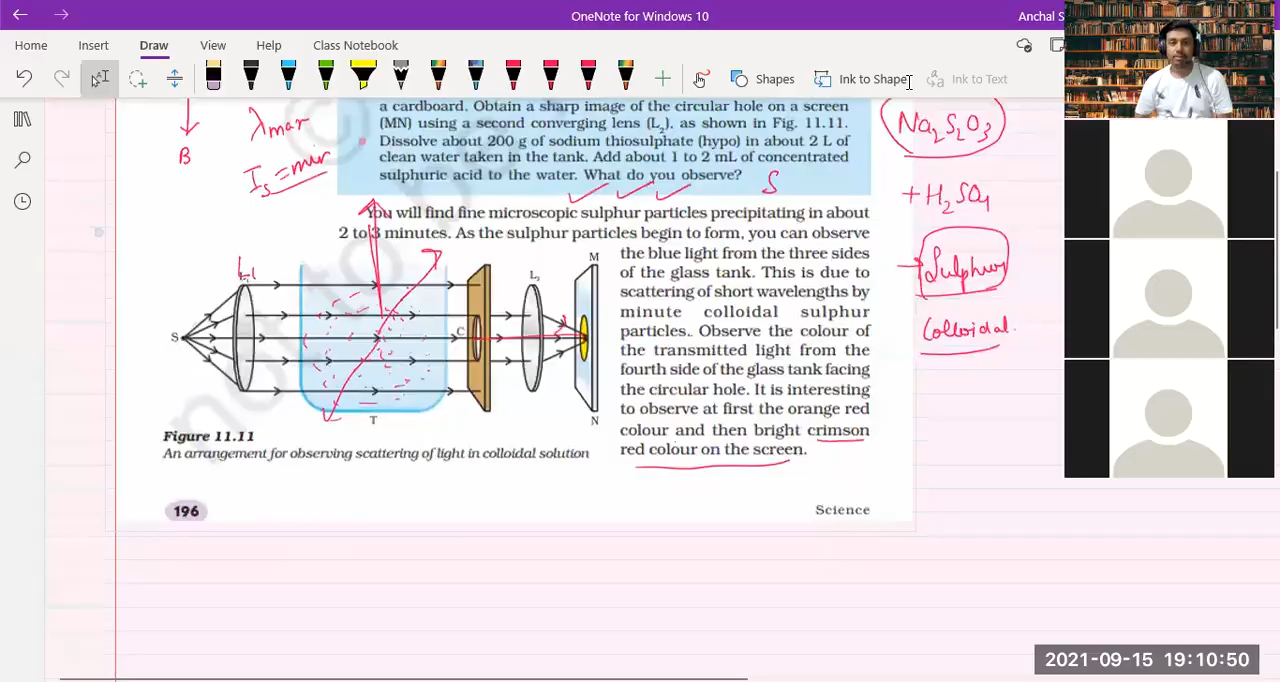 OneNote for Windows 10
Anchal S
Home Insert Draw View Help Class Notebook
Shapes Ink to Shape Ink to Text
λmax
B
Is = min
a cardboard. Obtain a sharp image of the circular hole on a screen
(MN) using a second converging lens (L2), as shown in Fig. 11.11.
Dissolve about 200 g of sodium thiosulphate (hypo) in about 2 L of
clean water taken in the tank. Add about 1 to 2 mL of concentrated
sulphuric acid to the water. What do you observe?
S
Na2S2O3
+ H2SO4
→ Sulphur
Colloidal.
You will find fine microscopic sulphur particles precipitating in about
2 to 3 minutes. As the sulphur particles begin to form, you can observe
the blue light from the three sides
of the glass tank. This is due to
scattering of short wavelengths by
minute colloidal sulphur
particles. Observe the colour of
the transmitted light from the
fourth side of the glass tank facing
the circular hole. It is interesting
to observe at first the orange red
colour and then bright crimson
red colour on the screen.
L1
L2
M
S
C
T
N
Figure 11.11
An arrangement for observing scattering of light in colloidal solution
196
Science
2021-09-15 19:10:50